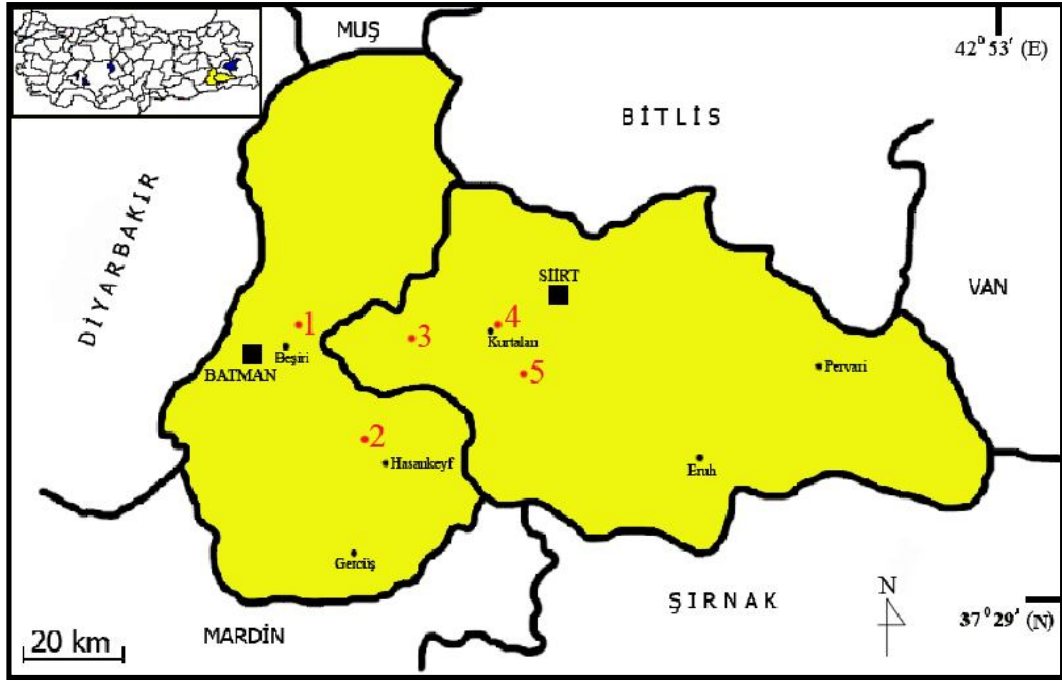 MUŞ
42° 53' (E)
BİTLİS
DİYARBAKIR
SİİRT
VAN
1
4
3
Kurtalan
Beşiri
BATMAN
5
Pervari
2
Hasankeyf
Eruh
Gercüş
N
ŞIRNAK
37° 29' (N)
MARDİN
20 km